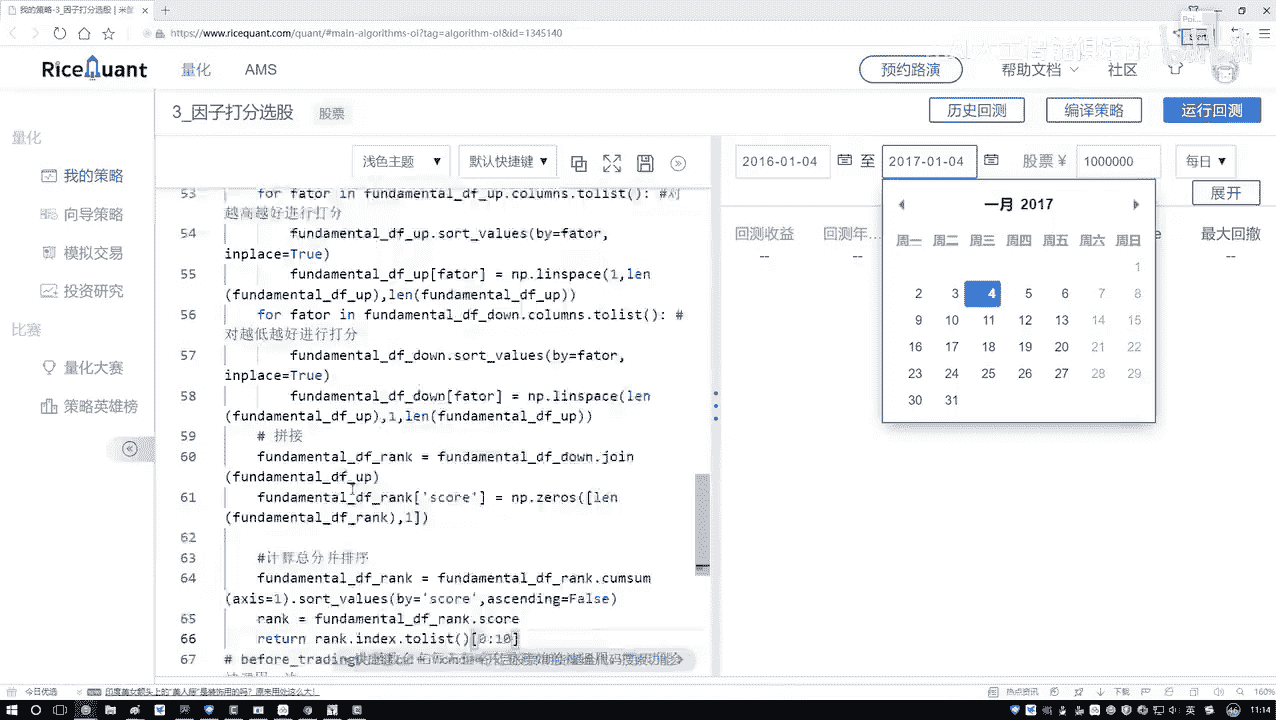 我的策略-3_因子打分选股 | 米筐
https://www.ricequant.com/quant/#main-algorithms-ol?tag=algorithm-ol&id=1345140
RiceQuant 量化 AMS 预约路演 帮助文档 社区
3_因子打分选股 股票 历史回测 编译策略 运行回测
量化
我的策略
向导策略
模拟交易
投资研究
比赛
量化大赛
策略英雄榜
浅色主题 默认快捷键
53 for fator in fundamental_df_up.columns.tolist(): #对
越高越好进行打分
54 fundamental_df_up.sort_values(by=fator,
inplace=True)
55 fundamental_df_up[fator] = np.linspace(1,len
(fundamental_df_up),len(fundamental_df_up))
56 for fator in fundamental_df_down.columns.tolist(): #
对越低越好进行打分
57 fundamental_df_down.sort_values(by=fator,
inplace=True)
58 fundamental_df_down[fator] = np.linspace(len
(fundamental_df_up),1,len(fundamental_df_up))
59 # 拼接
60 fundamental_df_rank = fundamental_df_down.join
(fundamental_df_up)
61 fundamental_df_rank['score'] = np.zeros([len
(fundamental_df_rank),1])
62
63 #计算总分并排序
64 fundamental_df_rank = fundamental_df_rank.cumsum
(axis=1).sort_values(by='score',ascending=False)
65 rank = fundamental_df_rank.score
66 return rank.index.tolist()[0:10]
67 # before_trading
2016-01-04 至 2017-01-04 股票 ¥ 1000000 每日
展开
回测收益 回测年... e 最大回撤
-- -- --
一月 2017
周一 周二 周三 周四 周五 周六 周日
1
2 3 4 5 6 7 8
9 10 11 12 13 14 15
16 17 18 19 20 21 22
23 24 25 26 27 28 29
30 31
今日优选 热点资讯 下载 160%
英 11:14